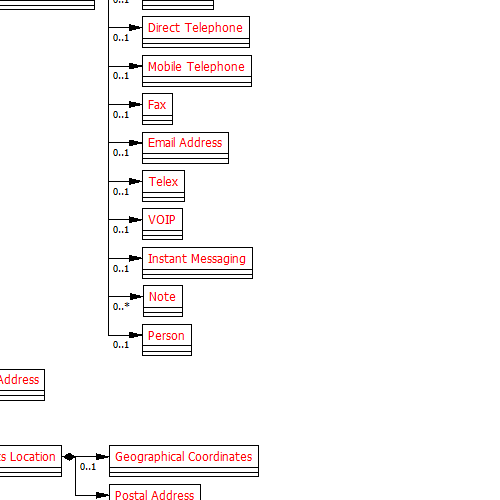 0..1
Direct Telephone
0..1
Mobile Telephone
0..1
Fax
0..1
Email Address
0..1
Telex
0..1
VOIP
0..1
Instant Messaging
0..1
Note
0..*
Person
0..1
Address
Location
Geographical Coordinates
0..1
Postal Address